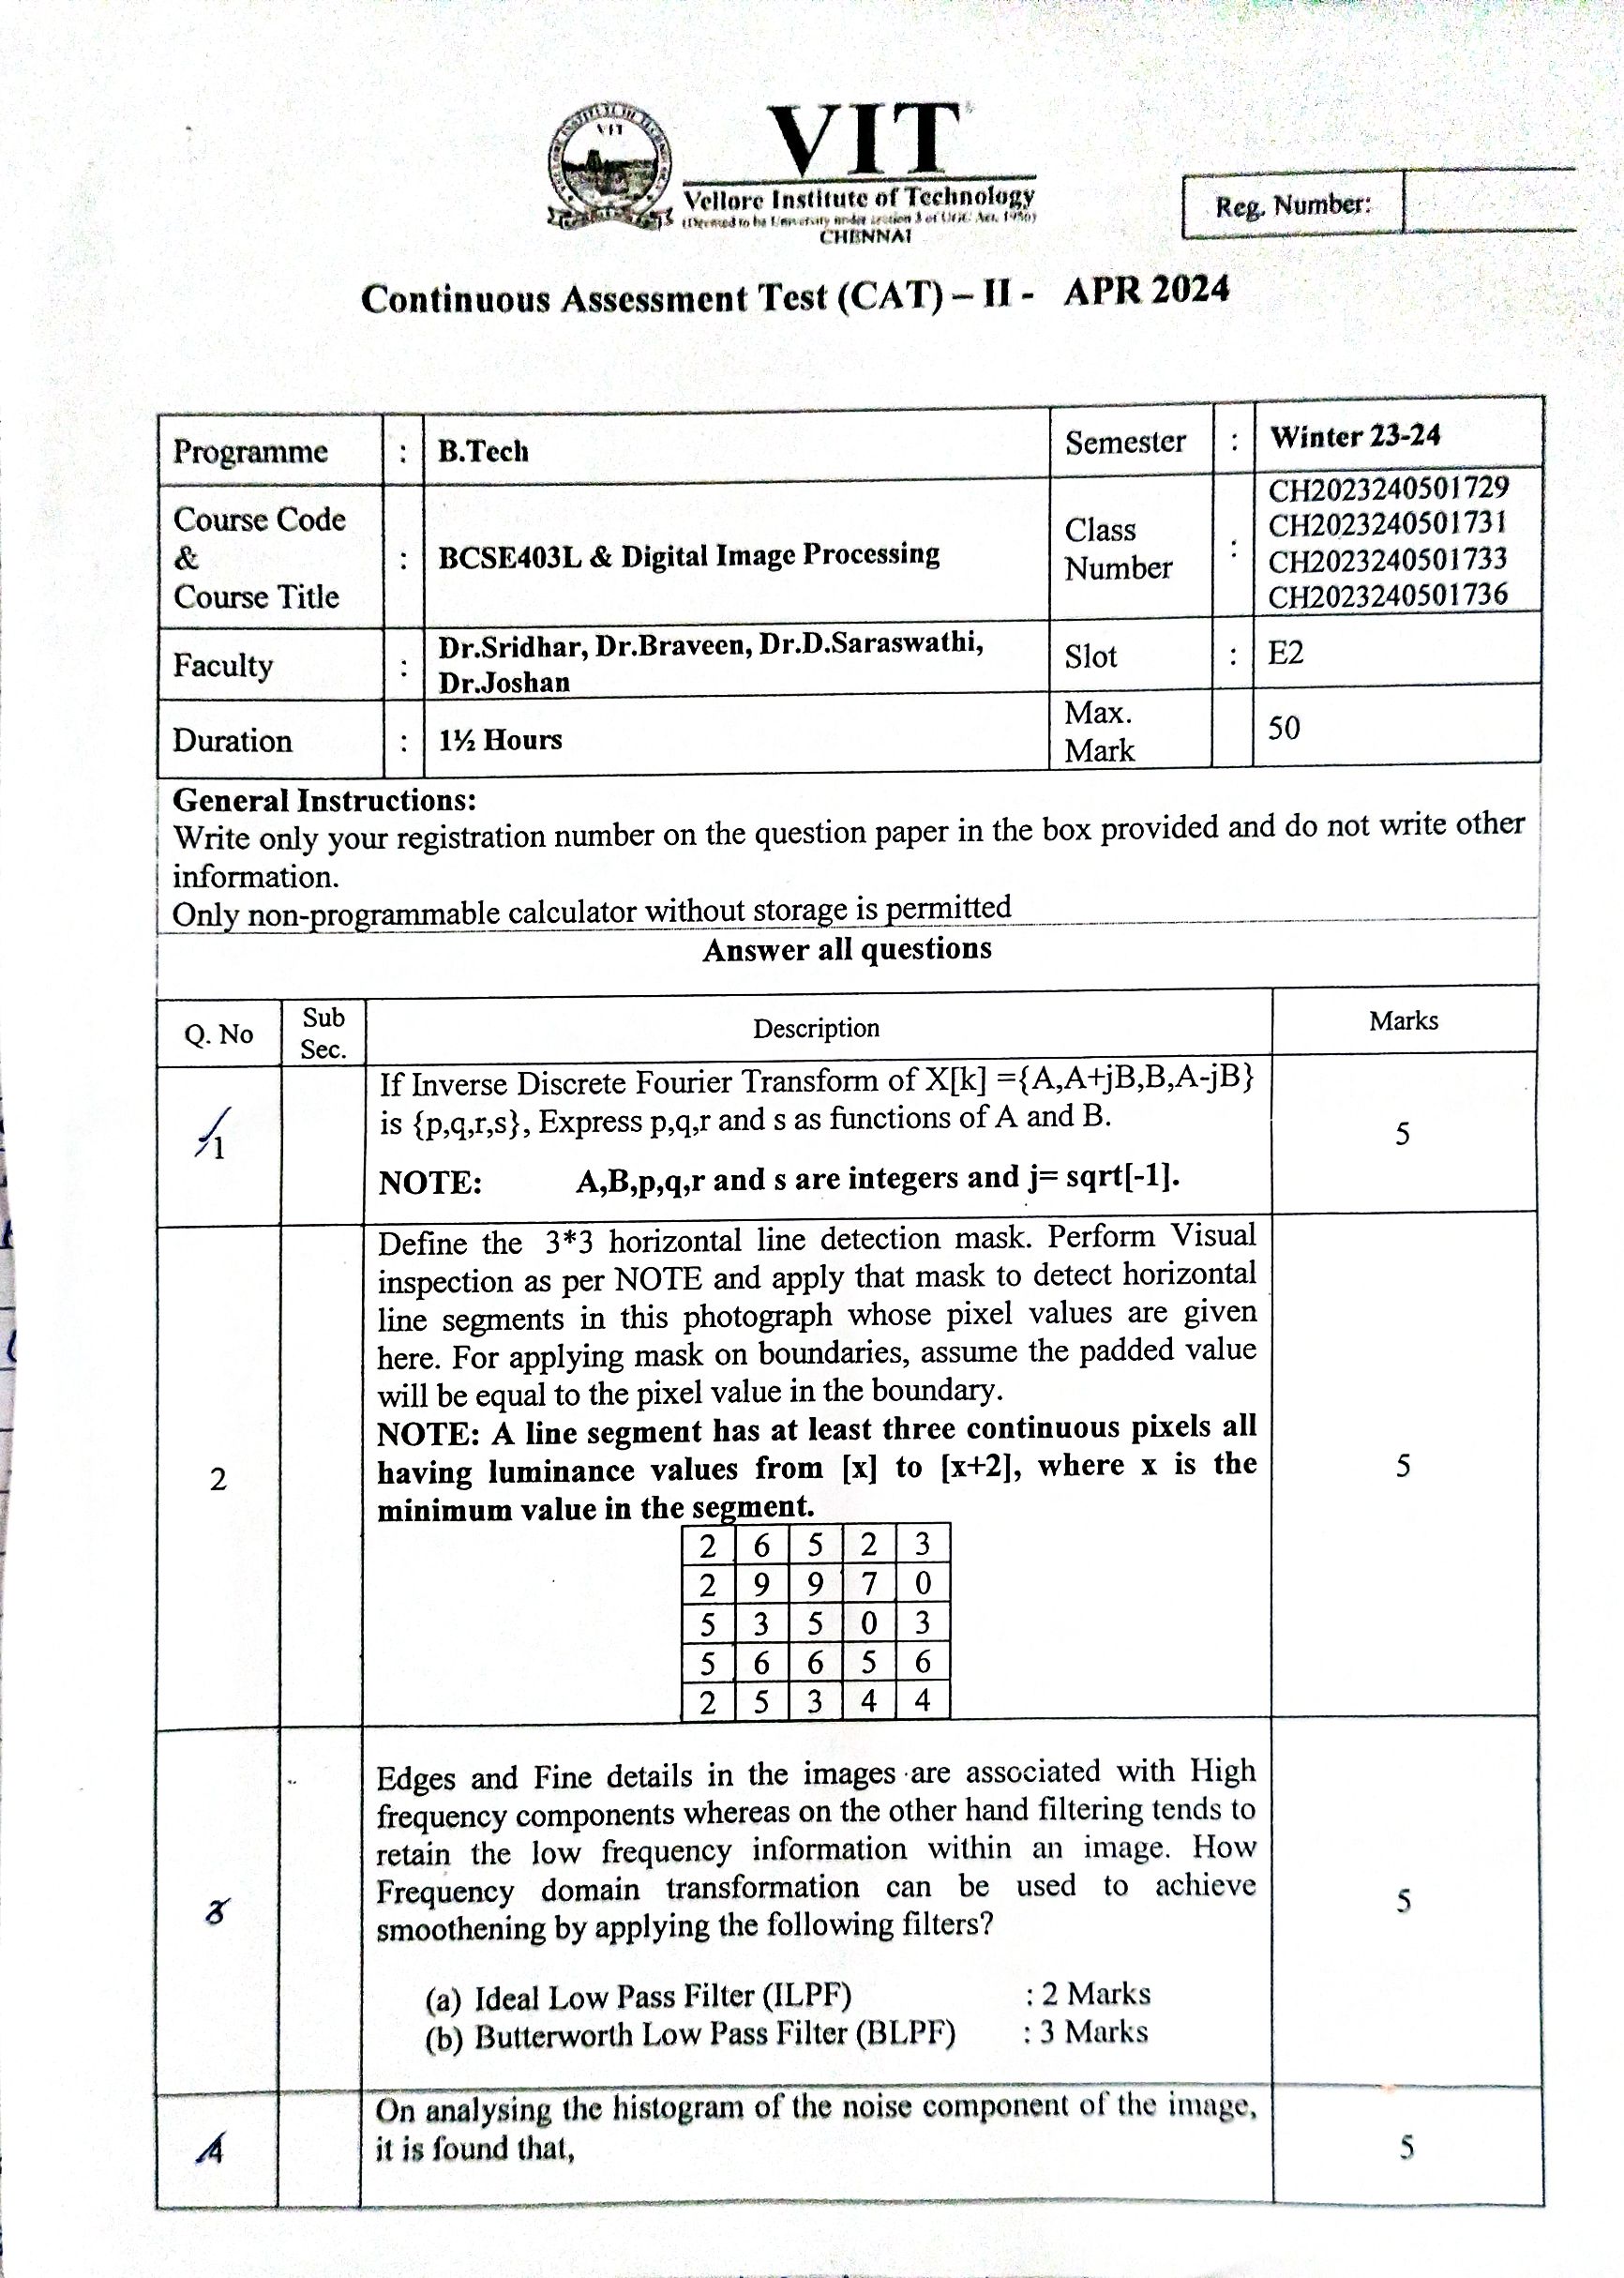 VIT
VIT
Vellore Institute of Technology
(Deemed to be University under section 3 of UGC Act, 1956)
CHENNAI
Reg. Number:
Continuous Assessment Test (CAT) – II - APR 2024
Programme : B.Tech Semester : Winter 23-24
Course Code & Course Title : BCSE403L & Digital Image Processing Class Number :
CH2023240501729
CH2023240501731
CH2023240501733
CH2023240501736
Faculty : Dr.Sridhar, Dr.Braveen, Dr.D.Saraswathi,
Dr.Joshan
Slot : E2
Duration : 1½ Hours Max. Mark 50
General Instructions:
Write only your registration number on the question paper in the box provided and do not write other
information.
Only non-programmable calculator without storage is permitted
Answer all questions
Q. No Sub Sec. Description Marks
1
If Inverse Discrete Fourier Transform of X[k] ={A,A+jB,B,A-jB}
is {p,q,r,s}, Express p,q,r and s as functions of A and B.
5
NOTE: A,B,p,q,r and s are integers and j= sqrt[-1].
Define the 3*3 horizontal line detection mask. Perform Visual
inspection as per NOTE and apply that mask to detect horizontal
line segments in this photograph whose pixel values are given
here. For applying mask on boundaries, assume the padded value
will be equal to the pixel value in the boundary.
NOTE: A line segment has at least three continuous pixels all
2 having luminance values from [x] to [x+2], where x is the 5
minimum value in the segment.
2 6 5 2 3
2 9 9 7 0
5 3 5 0 3
5 6 6 5 6
2 5 3 4 4
Edges and Fine details in the images are associated with High
frequency components whereas on the other hand filtering tends to
retain the low frequency information within an image. How
3 Frequency domain transformation can be used to achieve 5
smoothening by applying the following filters?
(a) Ideal Low Pass Filter (ILPF) : 2 Marks
(b) Butterworth Low Pass Filter (BLPF) : 3 Marks
On analysing the histogram of the noise component of the image,
4 it is found that, 5